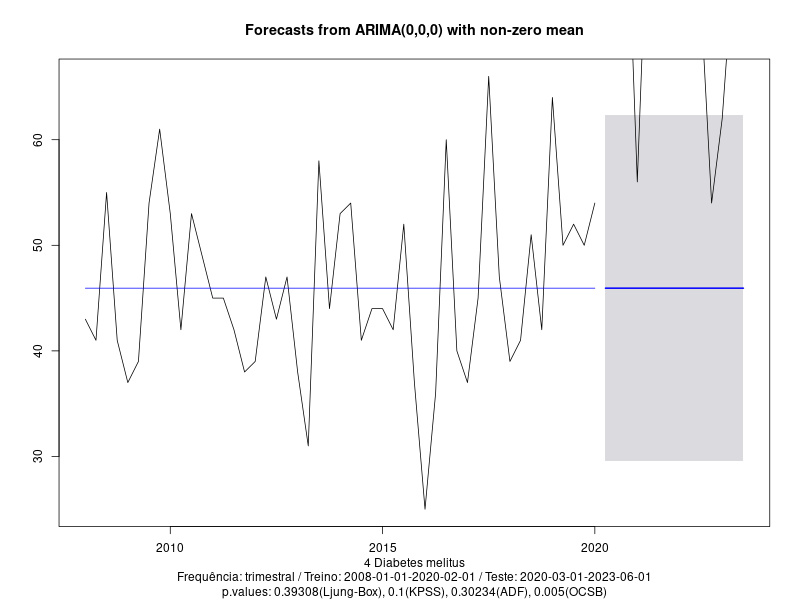 Forecasts from ARIMA(0,0,0) with non-zero mean
60
50
40
30
2010 2015 2020
4 Diabetes melitus
Frequência: trimestral / Treino: 2008-01-01-2020-02-01 / Teste: 2020-03-01-2023-06-01
p.values: 0.39308(Ljung-Box), 0.1(KPSS), 0.30234(ADF), 0.005(OCSB)